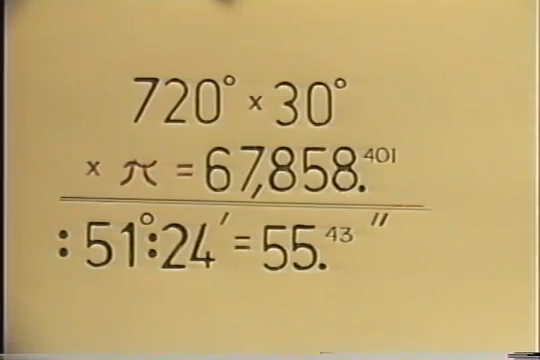 720° × 30°
× π = 67,858.401
: 51°:24′ = 55.43″